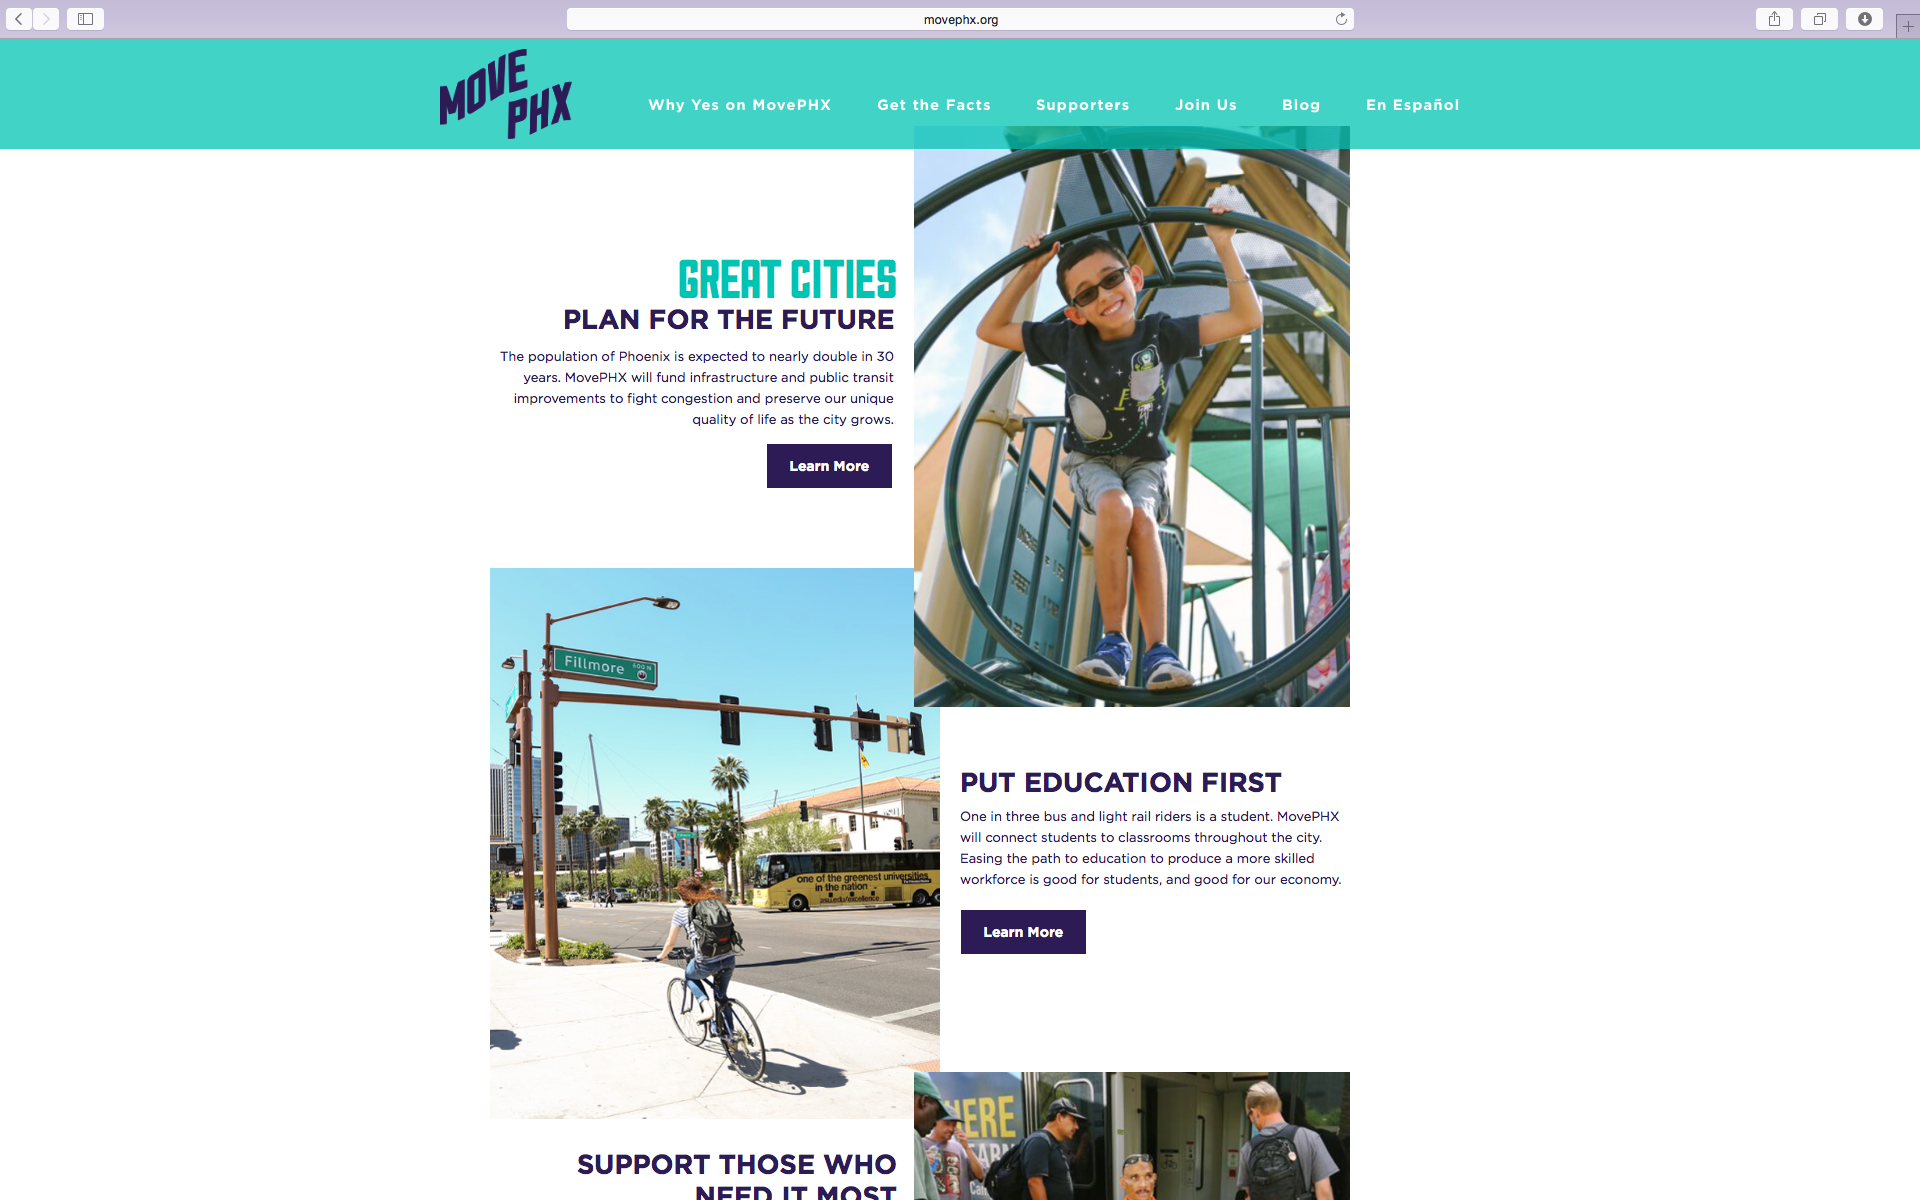 movephx.org
MOVE
PHX
Why Yes on MovePHX
Get the Facts
Supporters
Join Us
Blog
En Español
GREAT CITIES
PLAN FOR THE FUTURE
The population of Phoenix is expected to nearly double in 30
years. MovePHX will fund infrastructure and public transit
improvements to fight congestion and preserve our unique
quality of life as the city grows.
Learn More
Fillmore 600 N
one of the greenest universities
in the nation
asu.edu/excellence
PUT EDUCATION FIRST
One in three bus and light rail riders is a student. MovePHX
will connect students to classrooms throughout the city.
Easing the path to education to produce a more skilled
workforce is good for students, and good for our economy.
Learn More
SUPPORT THOSE WHO
NEED IT MOST